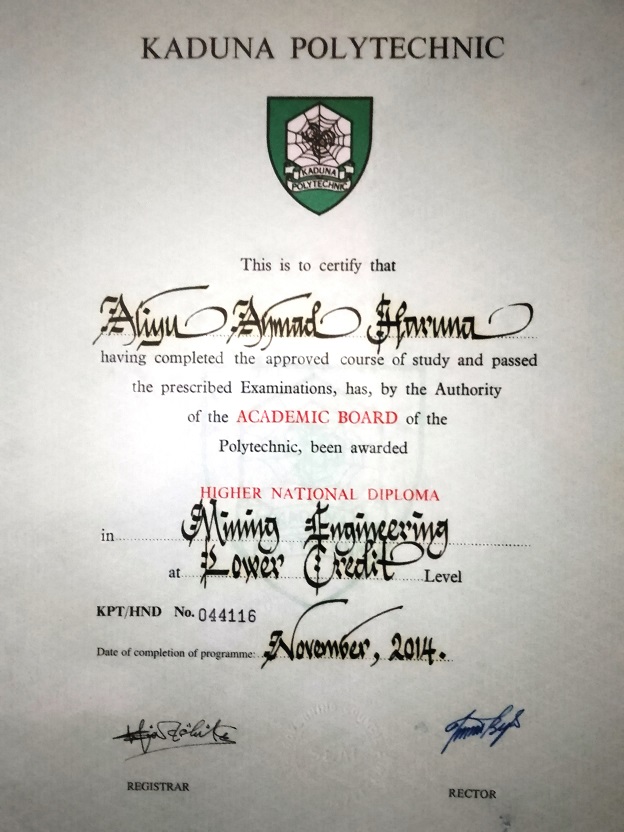 KADUNA POLYTECHNIC
KADUNA
POLYTECHNIC
This is to certify that
Aliyu Ahmad Haruna
having completed the approved course of study and passed
the prescribed Examinations, has, by the Authority
of the ACADEMIC BOARD of the
Polytechnic, been awarded
HIGHER NATIONAL DIPLOMA
in Mining Engineering
at Lower Credit Level
KPT/HND No. 044116
Date of completion of programme: November, 2014.
REGISTRAR
RECTOR